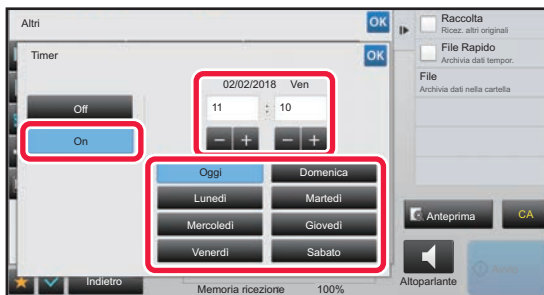 Altri
OK
Timer
OK
02/02/2018 Ven
11 : 10
Off
On
Oggi
Domenica
Lunedì
Martedì
Mercoledì
Giovedì
Venerdì
Sabato
Indietro
Memoria ricezione 100%
Raccolta
Ricez. altri originali
File Rapido
Archivia dati tempor.
File
Archivia dati nella cartella
Anteprima
CA
Altoparlante